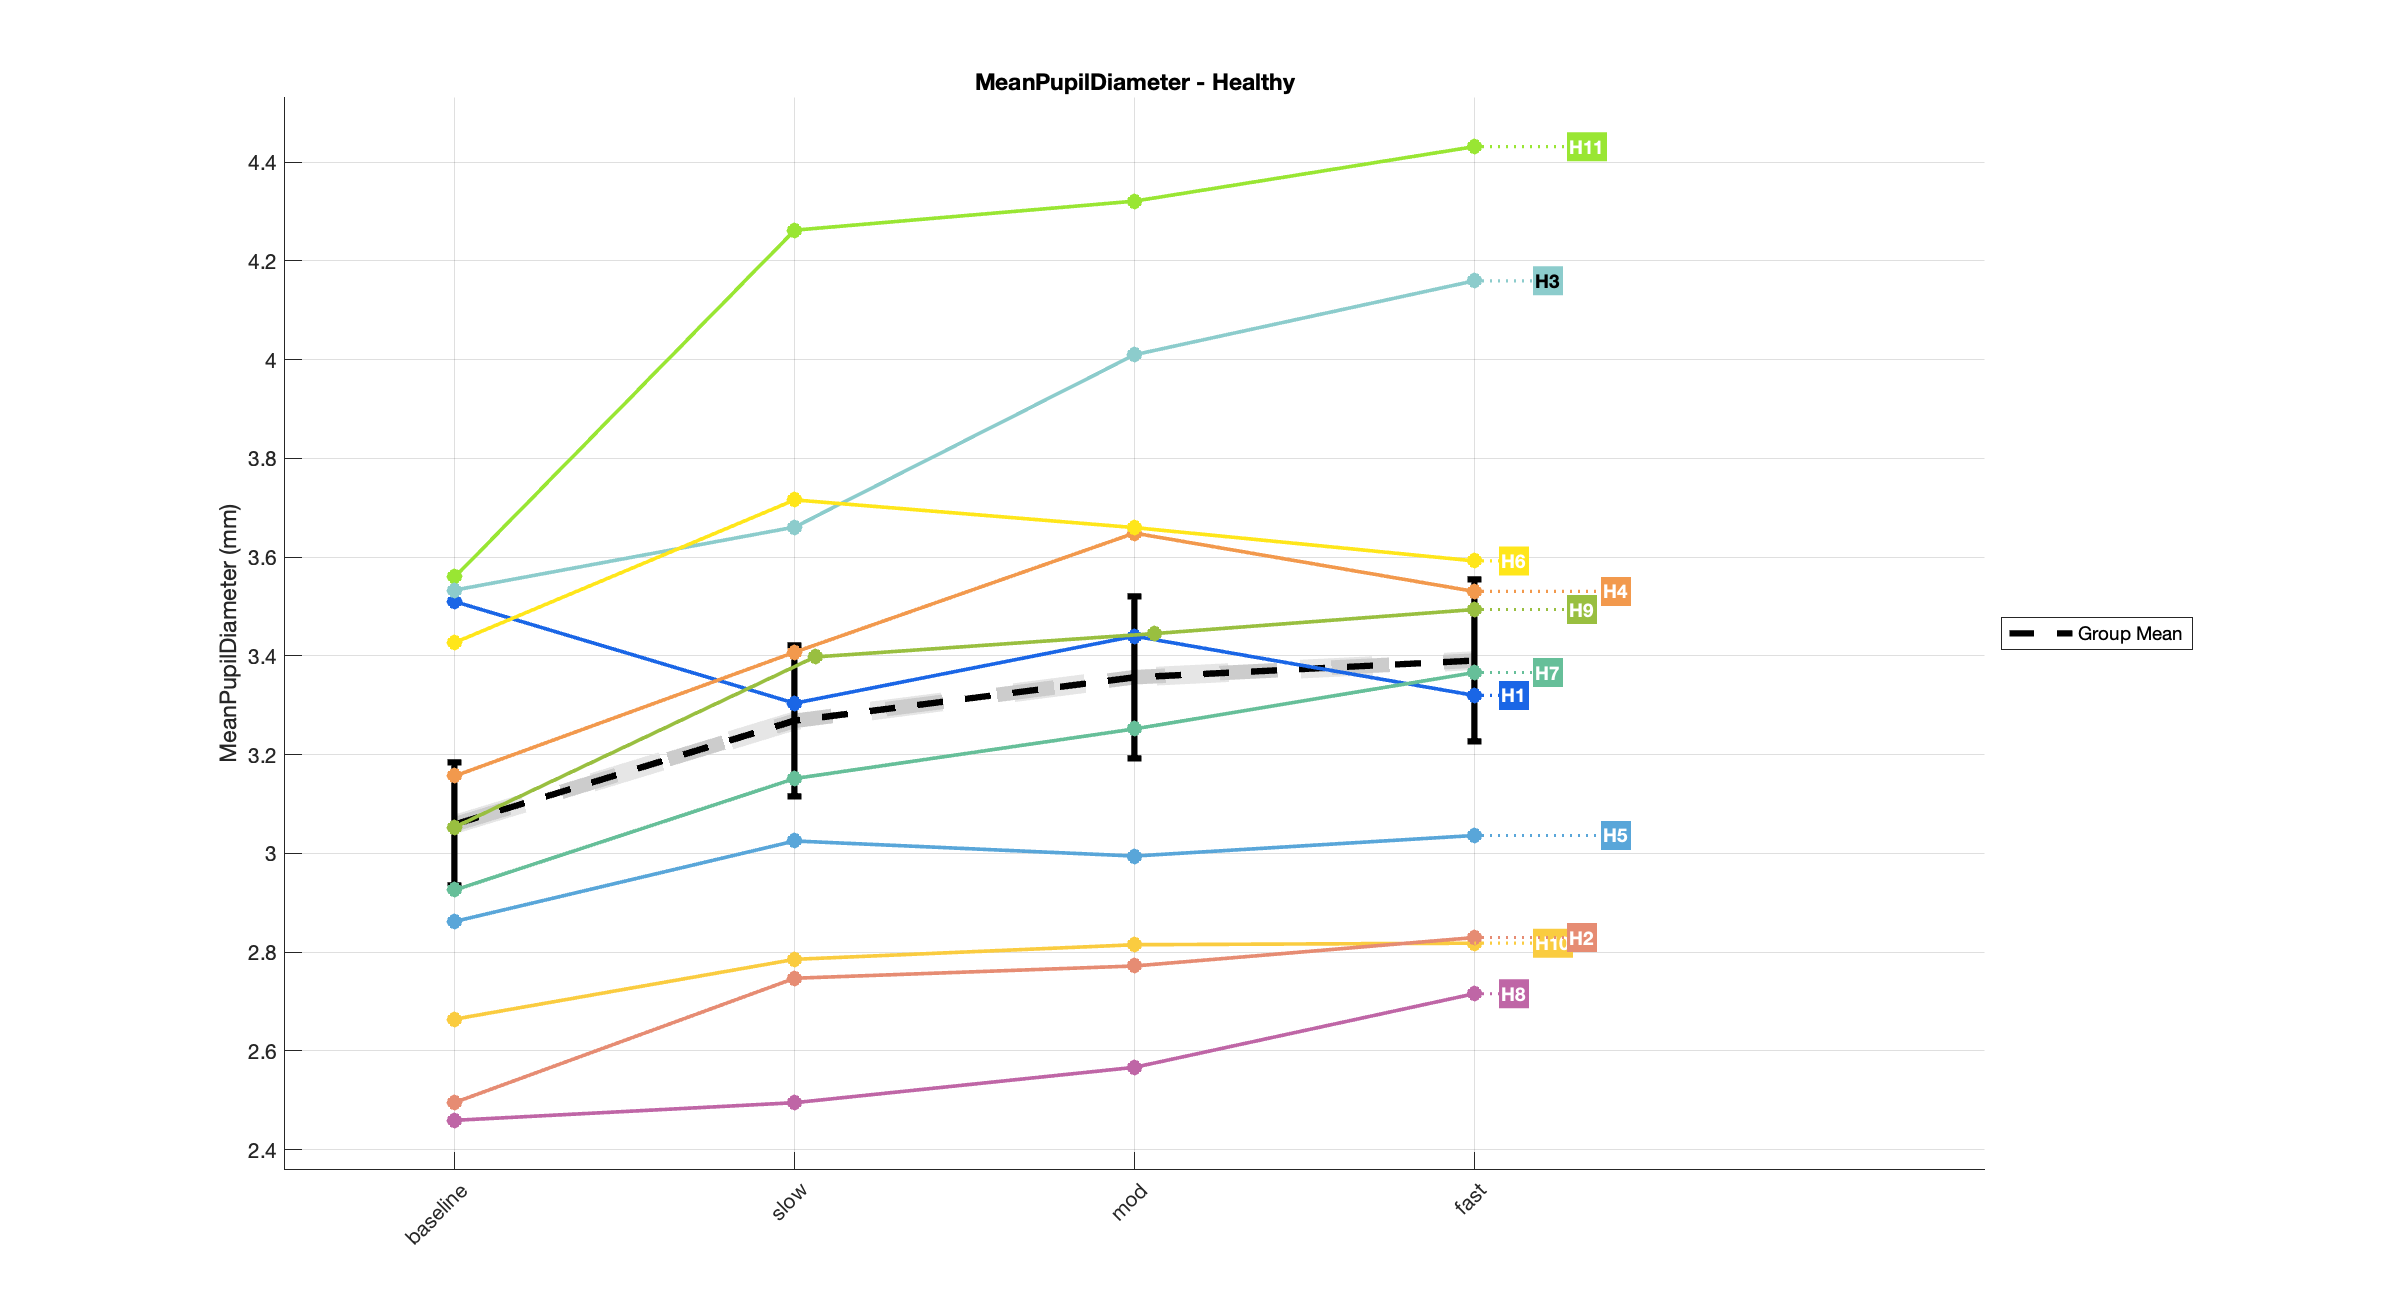 MeanPupilDiameter - Healthy
MeanPupilDiameter (mm)
4.4
4.2
4
3.8
3.6
3.4
3.2
3
2.8
2.6
2.4
baseline
slow
mod
fast
H11
H3
H6
H4
H9
H7
H1
H5
H2
H10
H8
Group Mean